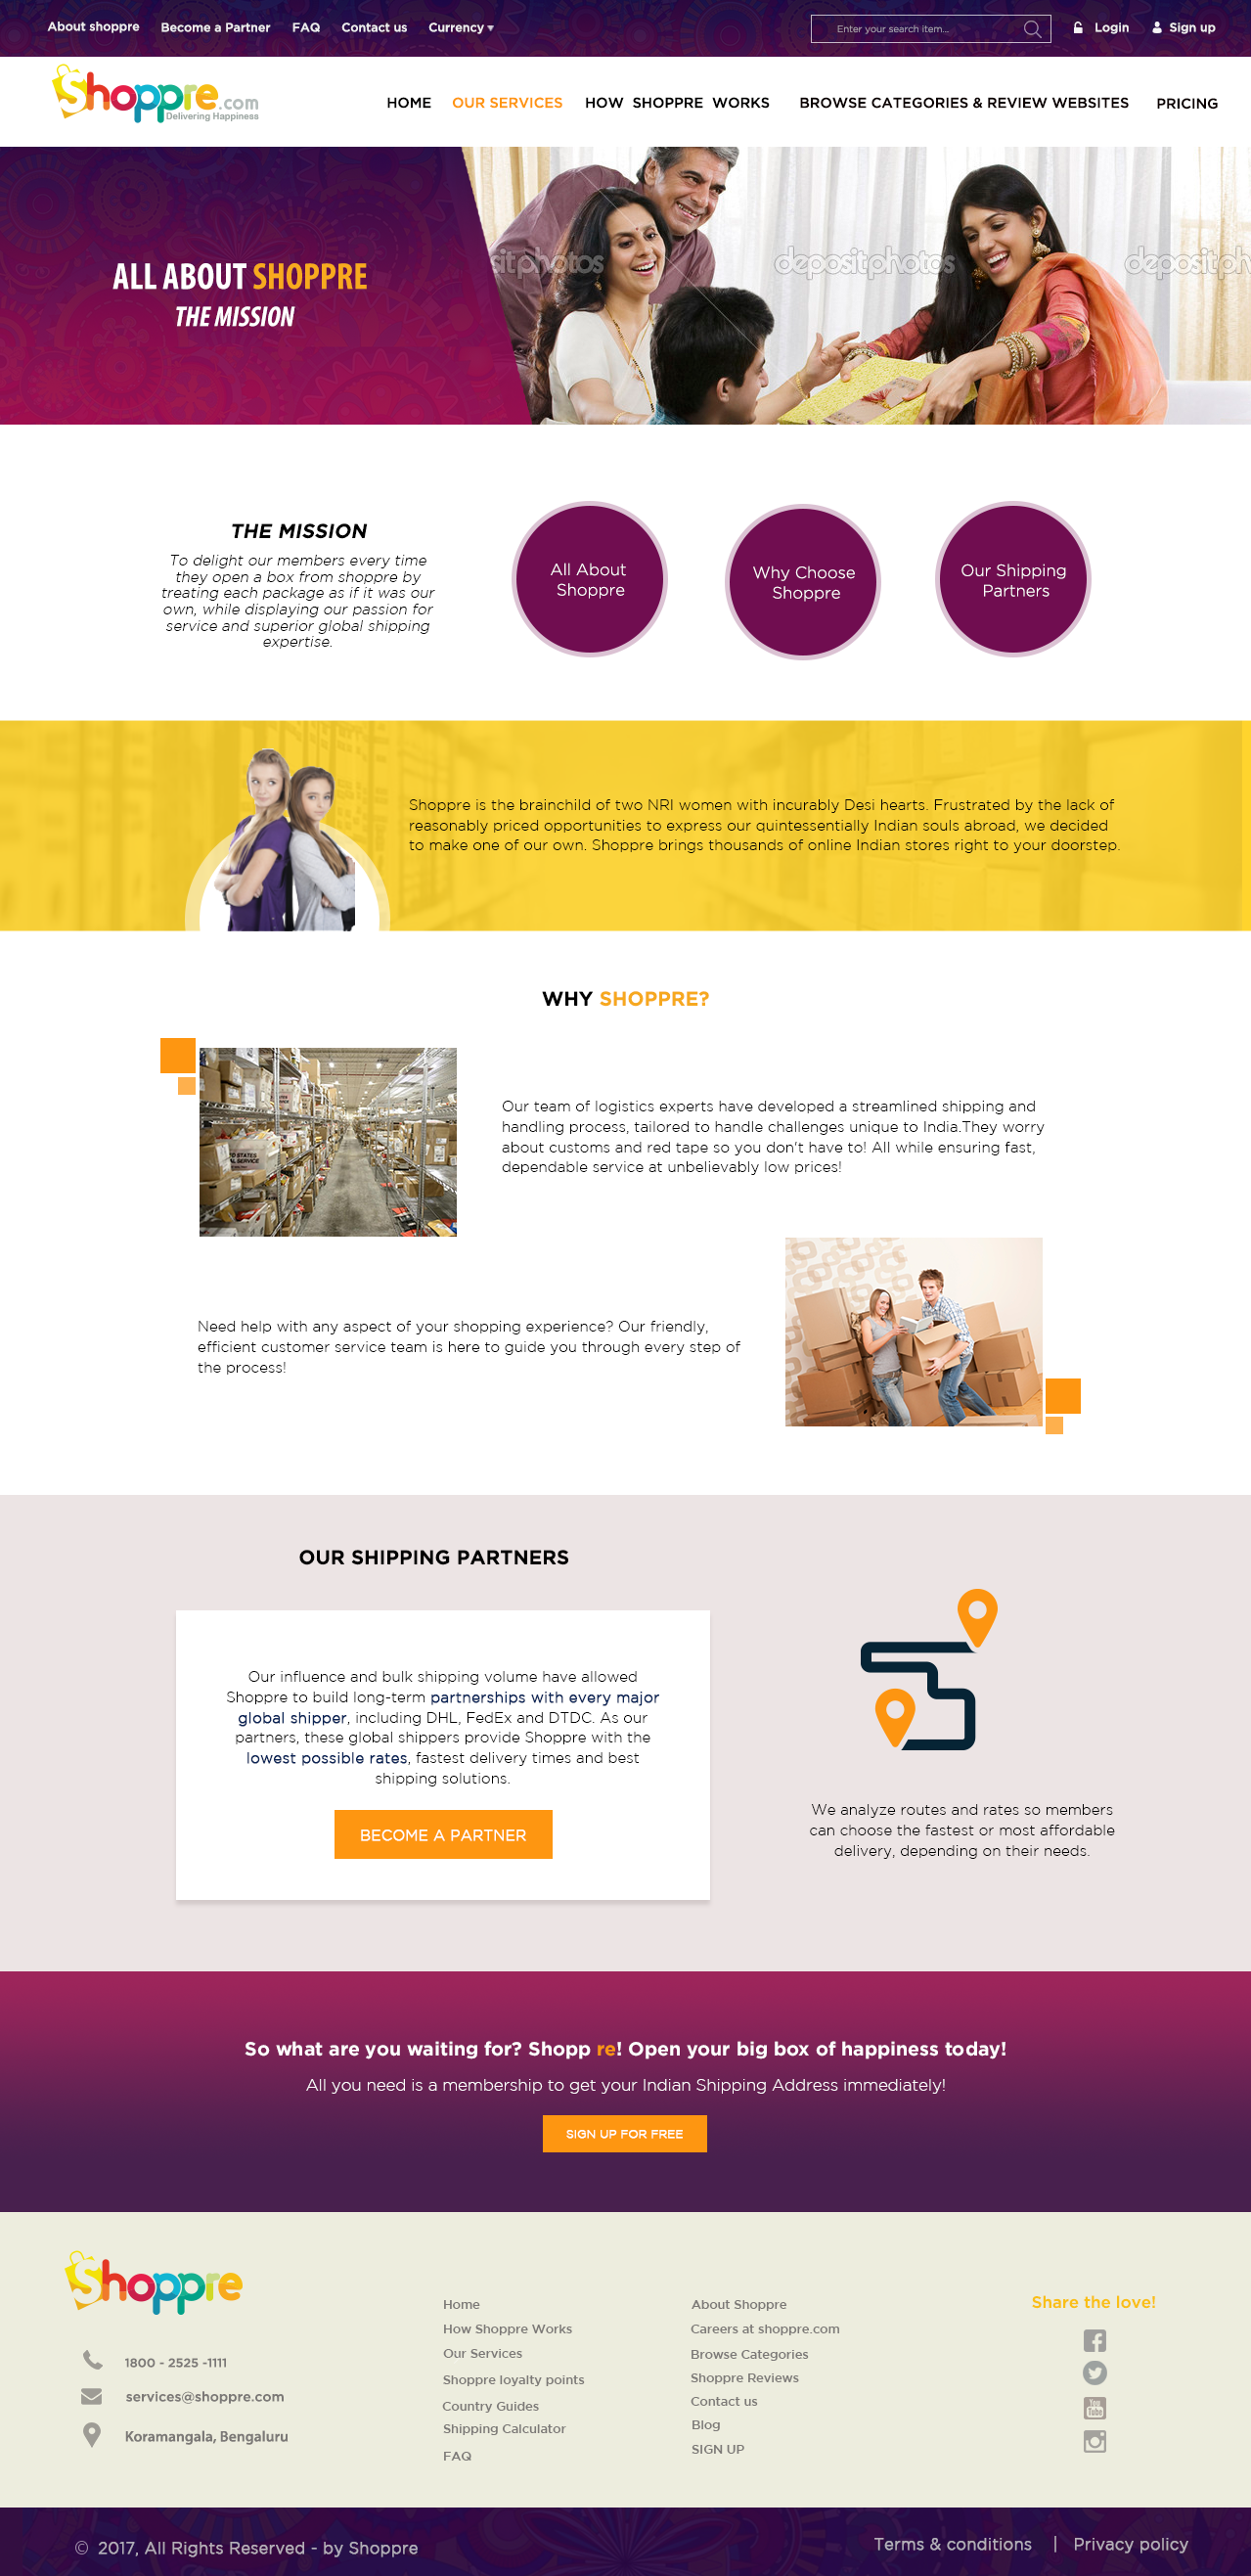 About shoppre Become a Partner FAQ Contact us Currency Enter your search item... Login Sign up
Shoppre.com
Delivering Happiness
HOME OUR SERVICES HOW SHOPPRE WORKS BROWSE CATEGORIES & REVIEW WEBSITES PRICING
sitphotos depositphotos depositph
ALL ABOUT SHOPPRE
THE MISSION
THE MISSION
To delight our members every time
they open a box from shoppre by
treating each package as if it was our
own, while displaying our passion for
service and superior global shipping
expertise.
All About
Shoppre
Why Choose
Shoppre
Our Shipping
Partners
Shoppre is the brainchild of two NRI women with incurably Desi hearts. Frustrated by the lack of
reasonably priced opportunities to express our quintessentially Indian souls abroad, we decided
to make one of our own. Shoppre brings thousands of online Indian stores right to your doorstep.
WHY SHOPPRE?
Our team of logistics experts have developed a streamlined shipping and
handling process, tailored to handle challenges unique to India.They worry
about customs and red tape so you don't have to! All while ensuring fast,
dependable service at unbelievably low prices!
Need help with any aspect of your shopping experience? Our friendly,
efficient customer service team is here to guide you through every step of
the process!
OUR SHIPPING PARTNERS
Our influence and bulk shipping volume have allowed
Shoppre to build long-term partnerships with every major
global shipper, including DHL, FedEx and DTDC. As our
partners, these global shippers provide Shoppre with the
lowest possible rates, fastest delivery times and best
shipping solutions.
BECOME A PARTNER
We analyze routes and rates so members
can choose the fastest or most affordable
delivery, depending on their needs.
So what are you waiting for? Shopp re! Open your big box of happiness today!
All you need is a membership to get your Indian Shipping Address immediately!
SIGN UP FOR FREE
Shoppre
1800 - 2525 -1111
services@shoppre.com
Koramangala, Bengaluru
Home
How Shoppre Works
Our Services
Shoppre loyalty points
Country Guides
Shipping Calculator
FAQ
About Shoppre
Careers at shoppre.com
Browse Categories
Shoppre Reviews
Contact us
Blog
SIGN UP
Share the love!
You
Tube
© 2017, All Rights Reserved - by Shoppre
Terms & conditions | Privacy policy